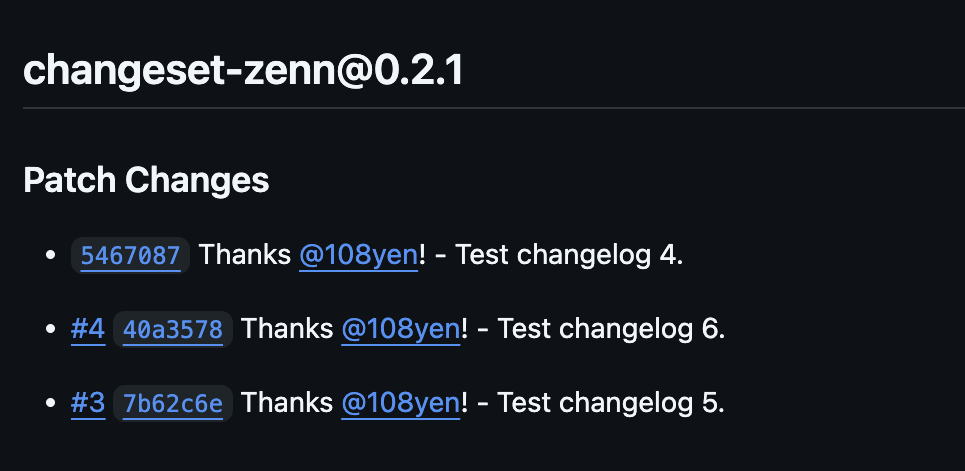 changeset-zenn@0.2.1
Patch Changes
• 5467087 Thanks @108yen! - Test changelog 4.
• #4 40a3578 Thanks @108yen! - Test changelog 6.
• #3 7b62c6e Thanks @108yen! - Test changelog 5.